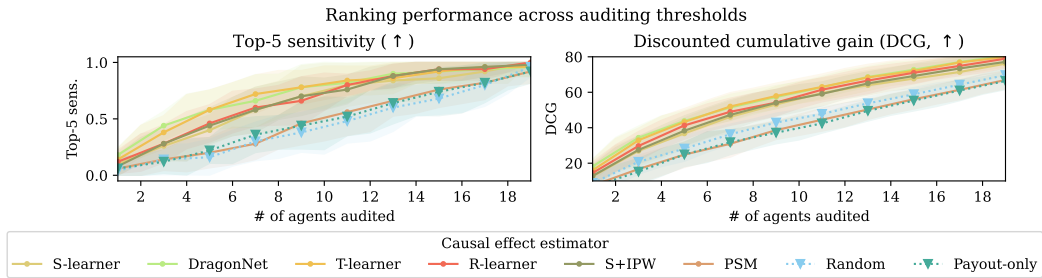 Ranking performance across auditing thresholds
Top-5 sensitivity ( ↑ )
Discounted cumulative gain (DCG, ↑ )
Top-5 sens.
1.0
0.5
0.0
2 4 6 8 10 12 14 16 18
# of agents audited
DCG
80
60
40
20
2 4 6 8 10 12 14 16 18
# of agents audited
Causal effect estimator
S-learner DragonNet T-learner R-learner S+IPW PSM Random Payout-only